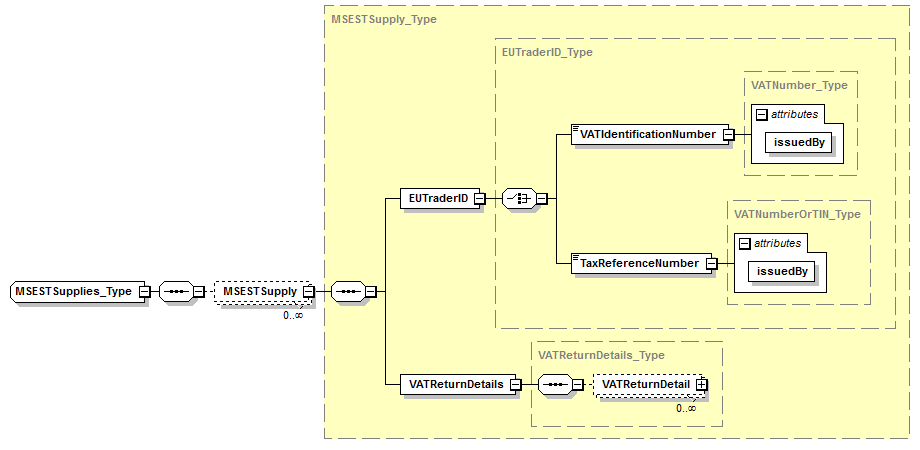 MSESTSupply_Type
EUTraderID_Type
VATNumber_Type
attributes
VATIdentificationNumber
issuedBy
EUTraderID
VATNumberOrTIN_Type
attributes
TaxReferenceNumber
issuedBy
MSESTSupplies_Type
MSESTSupply
0..∞
VATReturnDetails_Type
VATReturnDetails
VATReturnDetail
0..∞